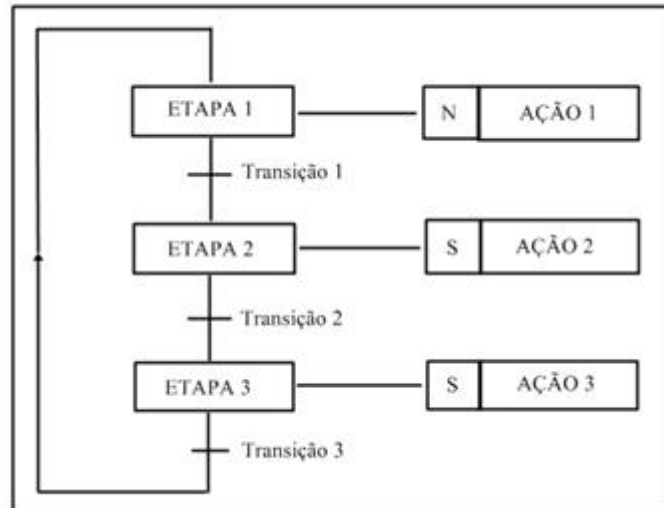 ETAPA 1 N AÇÃO 1
Transição 1
ETAPA 2 S AÇÃO 2
Transição 2
ETAPA 3 S AÇÃO 3
Transição 3